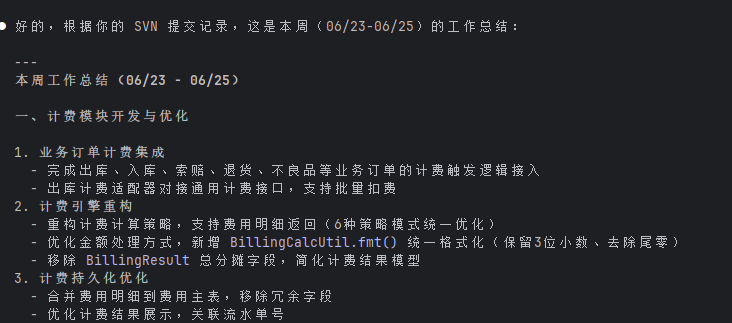 ● 好的，根据你的 SVN 提交记录，这是本周（06/23-06/25）的工作总结：
---
本周工作总结（06/23 - 06/25）
一、计费模块开发与优化
1. 业务订单计费集成
- 完成出库、入库、索赔、退货、不良品等业务订单的计费触发逻辑接入
- 出库计费适配器对接通用计费接口，支持批量扣费
2. 计费引擎重构
- 重构计费计算策略，支持费用明细返回（6种策略模式统一优化）
- 优化金额处理方式，新增 BillingCalcUtil.fmt() 统一格式化（保留3位小数、去除尾零）
- 移除 BillingResult 总分摊字段，简化计费结果模型
3. 计费持久化优化
- 合并费用明细到费用主表，移除冗余字段
- 优化计费结果展示，关联流水单号